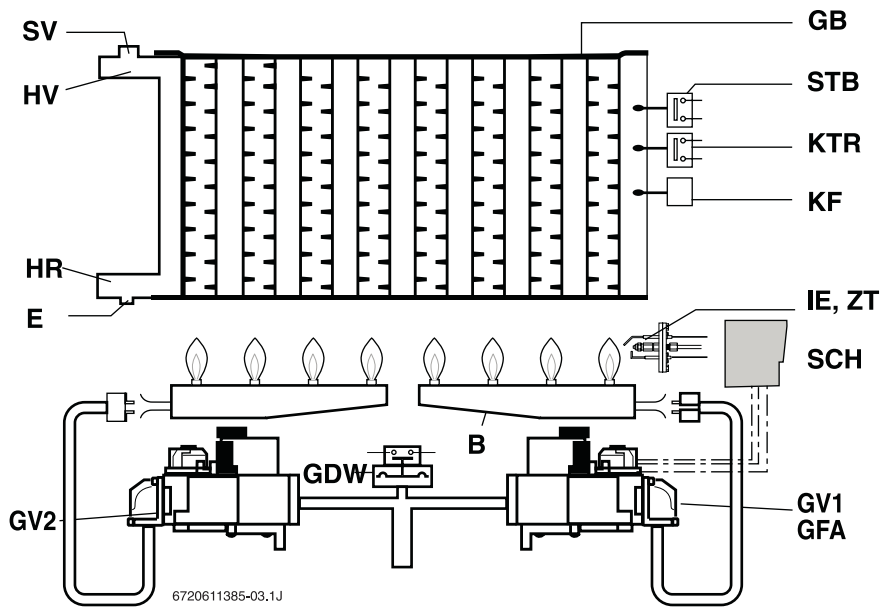 SV
GB
HV
STB
KTR
KF
HR
E
IE, ZT
SCH
B
GDW
GV2
GV1
GFA
6720611385-03.1J